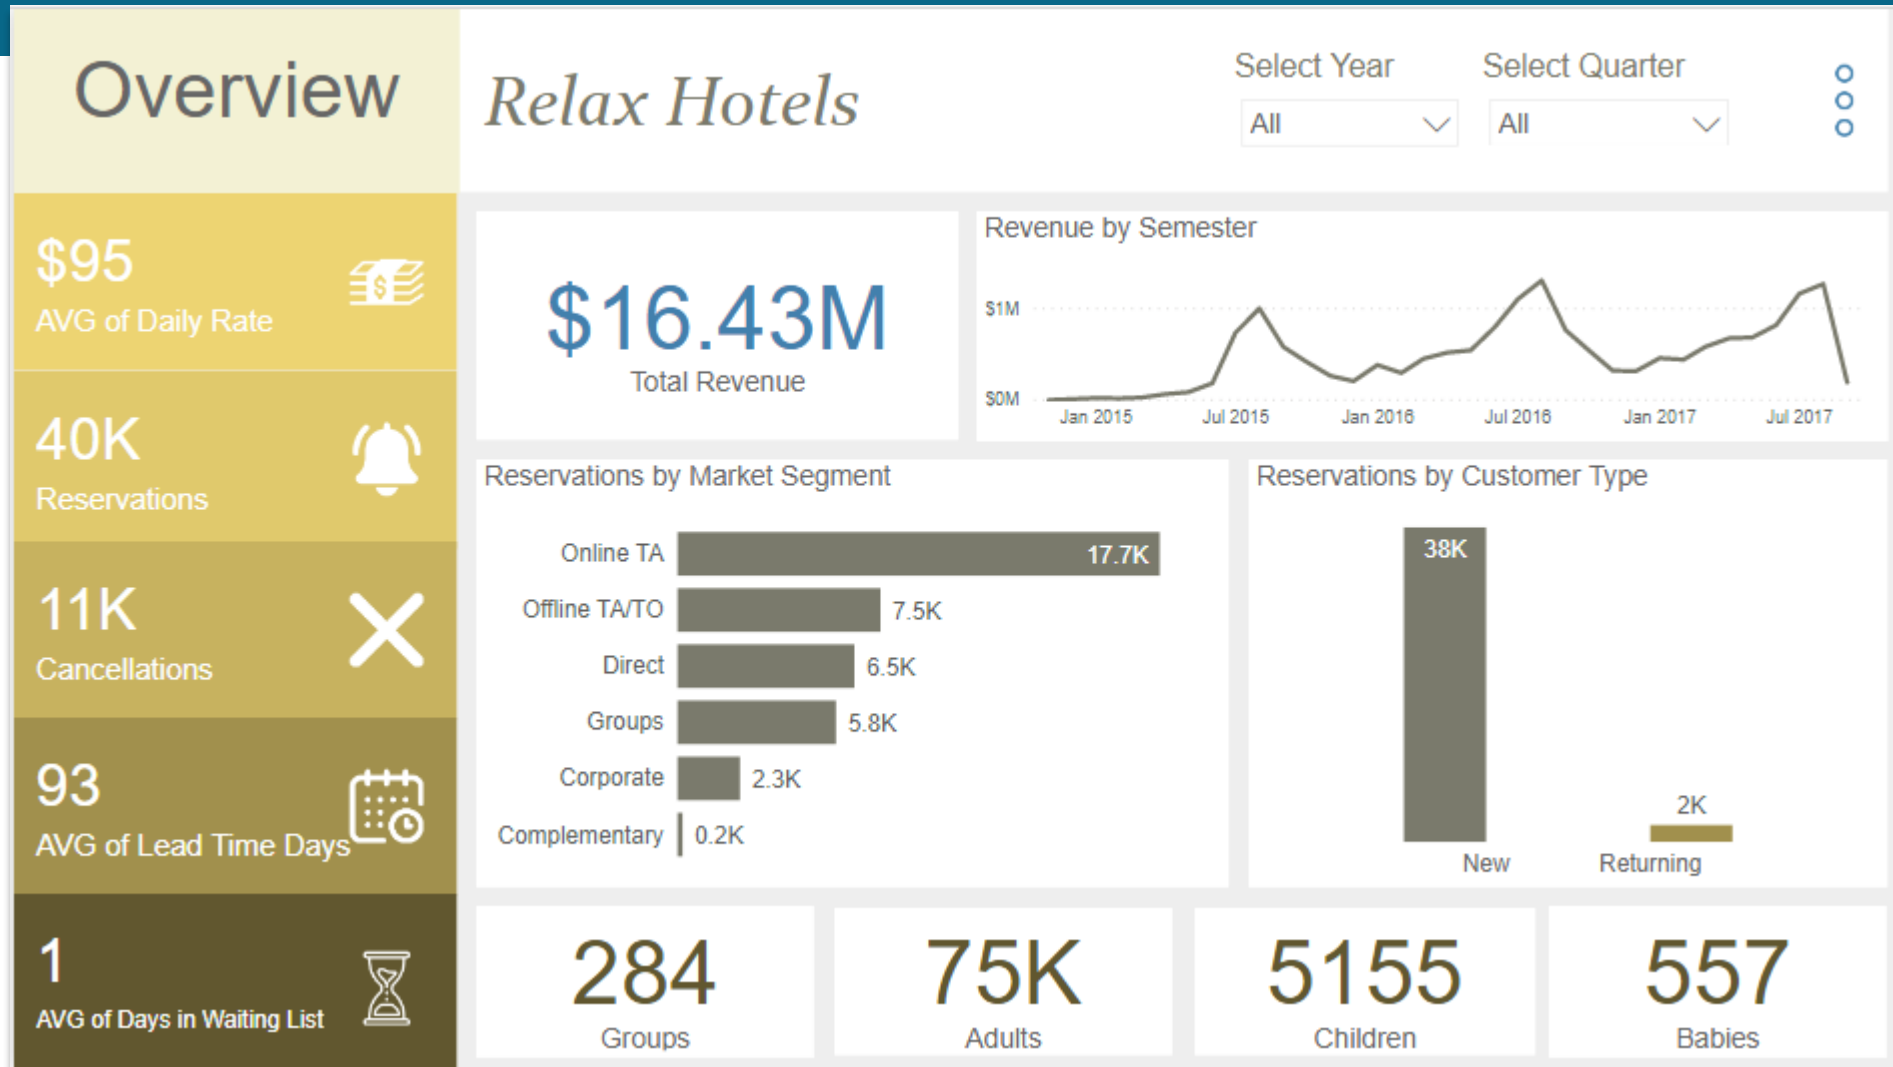 Overview
Relax Hotels
Select Year
Select Quarter
All
All
$95
AVG of Daily Rate
40K
Reservations
11K
Cancellations
93
AVG of Lead Time Days
1
AVG of Days in Waiting List
$16.43M
Total Revenue
Revenue by Semester
$1M
$0M
Jan 2015
Jul 2015
Jan 2016
Jul 2016
Jan 2017
Jul 2017
Reservations by Market Segment
Online TA
17.7K
Offline TA/TO
7.5K
Direct
6.5K
Groups
5.8K
Corporate
2.3K
Complementary
0.2K
Reservations by Customer Type
38K
2K
New
Returning
284
Groups
75K
Adults
5155
Children
557
Babies